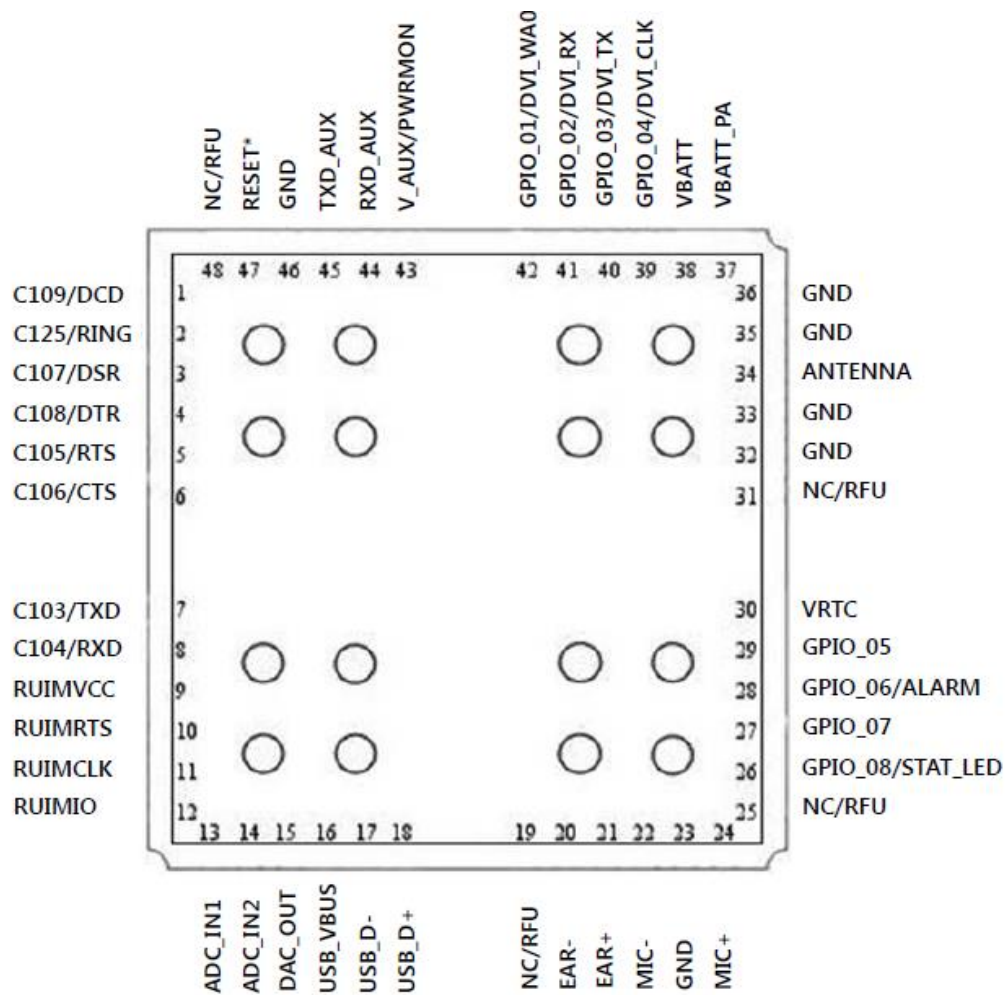 NC/RFU
RESET*
GND
TXD_AUX
RXD_AUX
V_AUX/PWRMON
GPIO_01/DVI_WA0
GPIO_02/DVI_RX
GPIO_03/DVI_TX
GPIO_04/DVI_CLK
VBATT
VBATT_PA
48 47 46 45 44 43 42 41 40 39 38 37
C109/DCD 1 36 GND
C125/RING 2 35 GND
C107/DSR 3 34 ANTENNA
C108/DTR 4 33 GND
C105/RTS 5 32 GND
C106/CTS 6 31 NC/RFU
C103/TXD 7 30 VRTC
C104/RXD 8 29 GPIO_05
RUIMVCC 9 28 GPIO_06/ALARM
RUIMRTS 10 27 GPIO_07
RUIMCLK 11 26 GPIO_08/STAT_LED
RUIMIO 12 25 NC/RFU
13 14 15 16 17 18 19 20 21 22 23 24
ADC_IN1
ADC_IN2
DAC_OUT
USB_VBUS
USB_D-
USB_D+
NC/RFU
EAR-
EAR+
MIC-
GND
MIC+